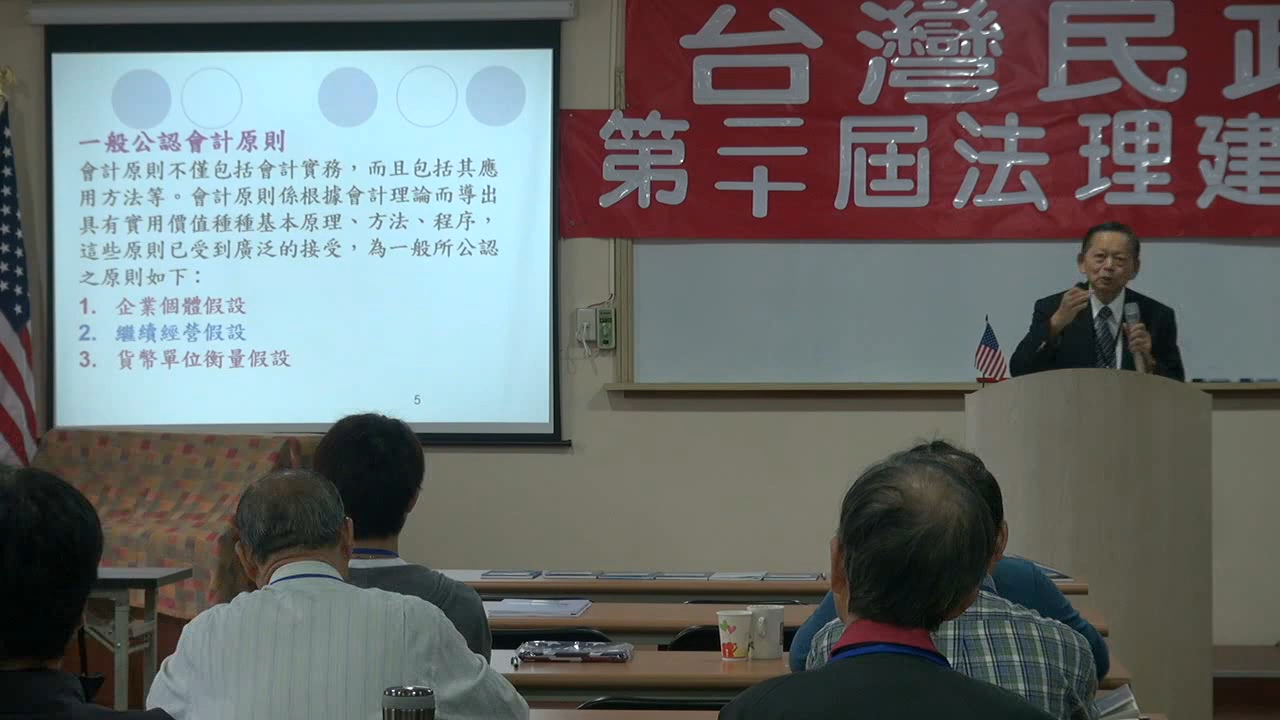 台灣民政
第二十屆法理建
一般公認會計原則
會計原則不僅包括會計實務，而且包括其應
用方法等。會計原則係根據會計理論而導出
具有實用價值種種基本原理、方法、程序，
這些原則已受到廣泛的接受，為一般所公認
之原則如下：
1. 企業個體假設
2. 繼續經營假設
3. 貨幣單位衡量假設
5